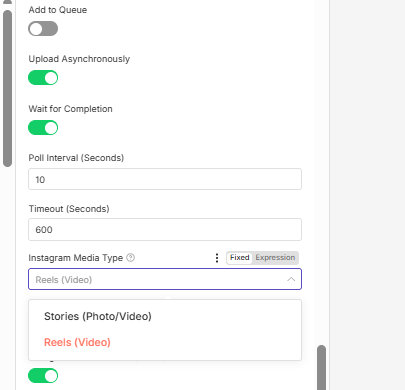 Add to Queue
Upload Asynchronously
Wait for Completion
Poll Interval (Seconds)
10
Timeout (Seconds)
600
Instagram Media Type
Fixed Expression
Reels (Video)
Stories (Photo/Video)
Reels (Video)